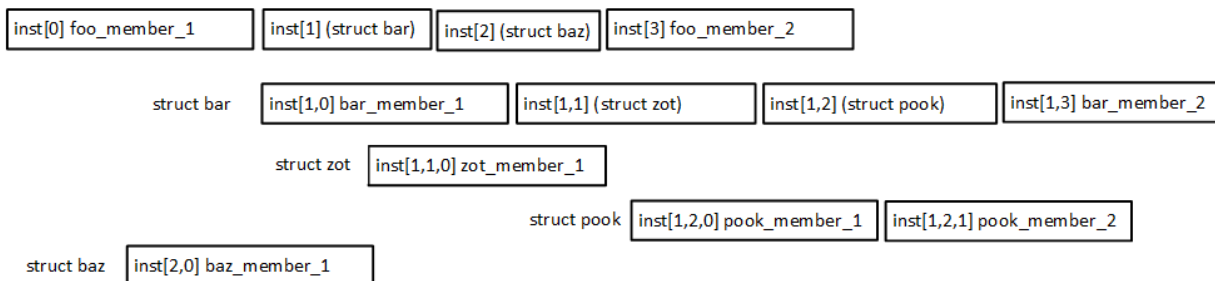 inst[0] foo_member_1 inst[1] (struct bar) inst[2] (struct baz) inst[3] foo_member_2
struct bar inst[1,0] bar_member_1 inst[1,1] (struct zot) inst[1,2] (struct pook) inst[1,3] bar_member_2
struct zot inst[1,1,0] zot_member_1
struct pook inst[1,2,0] pook_member_1 inst[1,2,1] pook_member_2
struct baz inst[2,0] baz_member_1